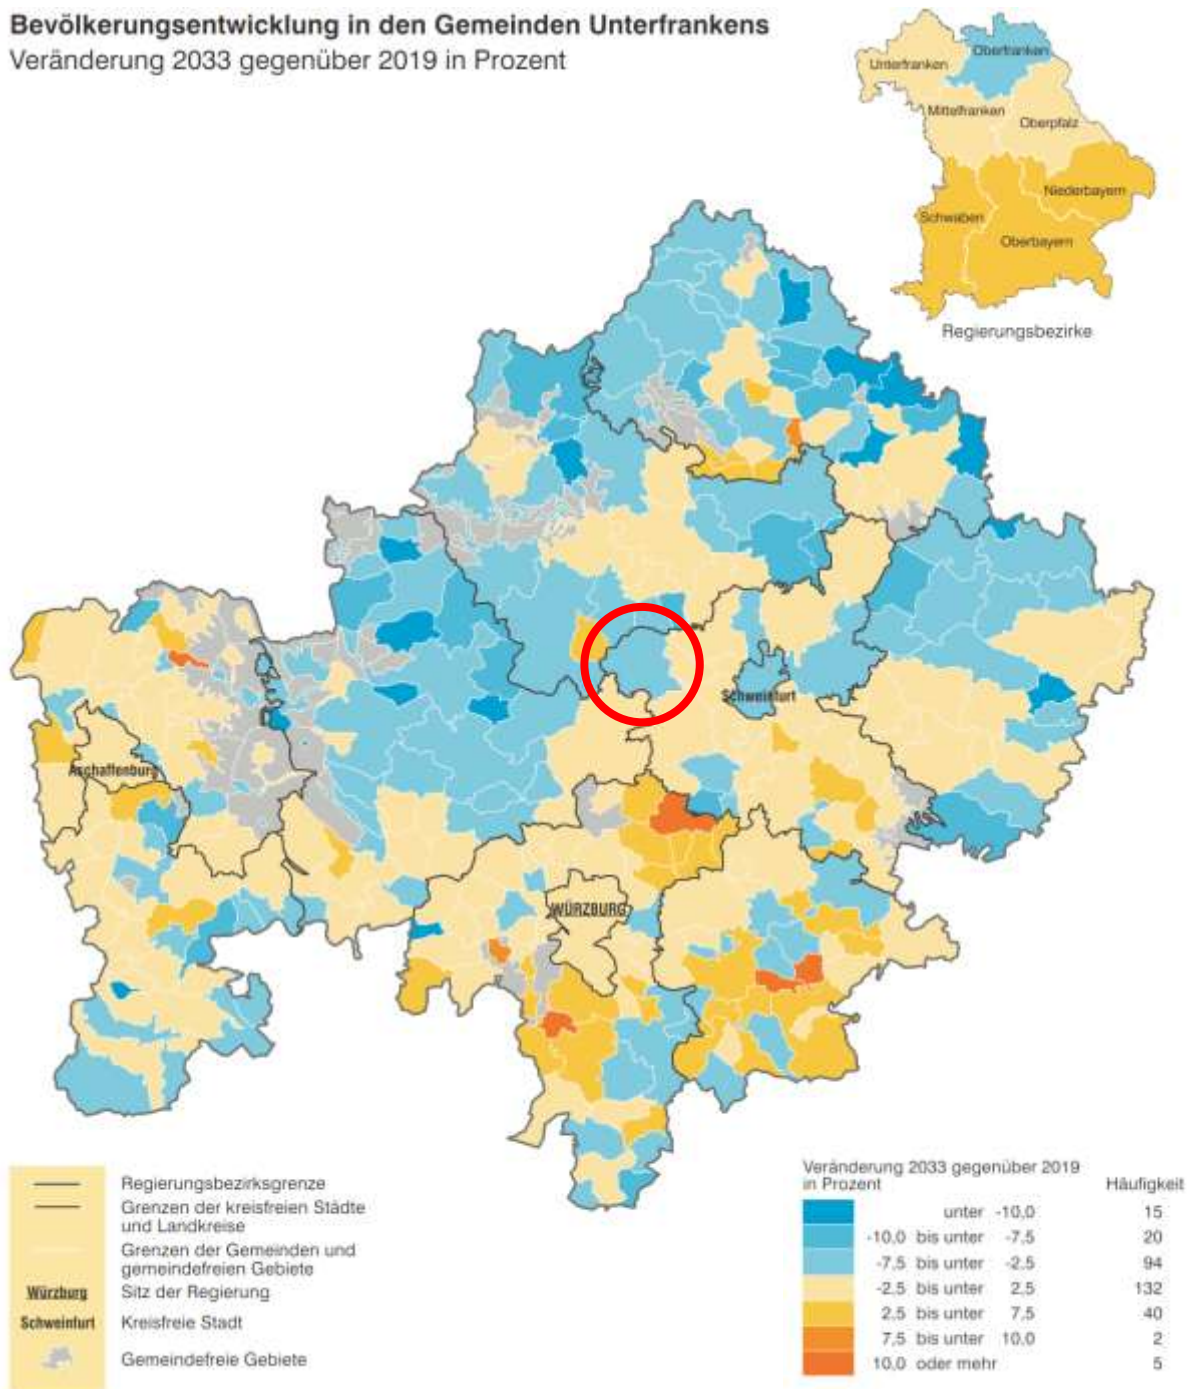 Bevölkerungsentwicklung in den Gemeinden Unterfrankens
Veränderung 2033 gegenüber 2019 in Prozent
Oberfranken
Unterfranken
Mittelfranken
Oberpfalz
Niederbayern
Schwaben
Oberbayern
Regierungsbezirke
Schweinfurt
Aschaffenburg
WÜRZBURG
Regierungsbezirksgrenze
Grenzen der kreisfreien Städte
und Landkreise
Grenzen der Gemeinden und
gemeindefreien Gebiete
Würzburg Sitz der Regierung
Schweinfurt Kreisfreie Stadt
Gemeindefreie Gebiete
Veränderung 2033 gegenüber 2019
in Prozent Häufigkeit
unter -10,0 15
-10,0 bis unter -7,5 20
-7,5 bis unter -2,5 94
-2,5 bis unter 2,5 132
2,5 bis unter 7,5 40
7,5 bis unter 10,0 2
10,0 oder mehr 5